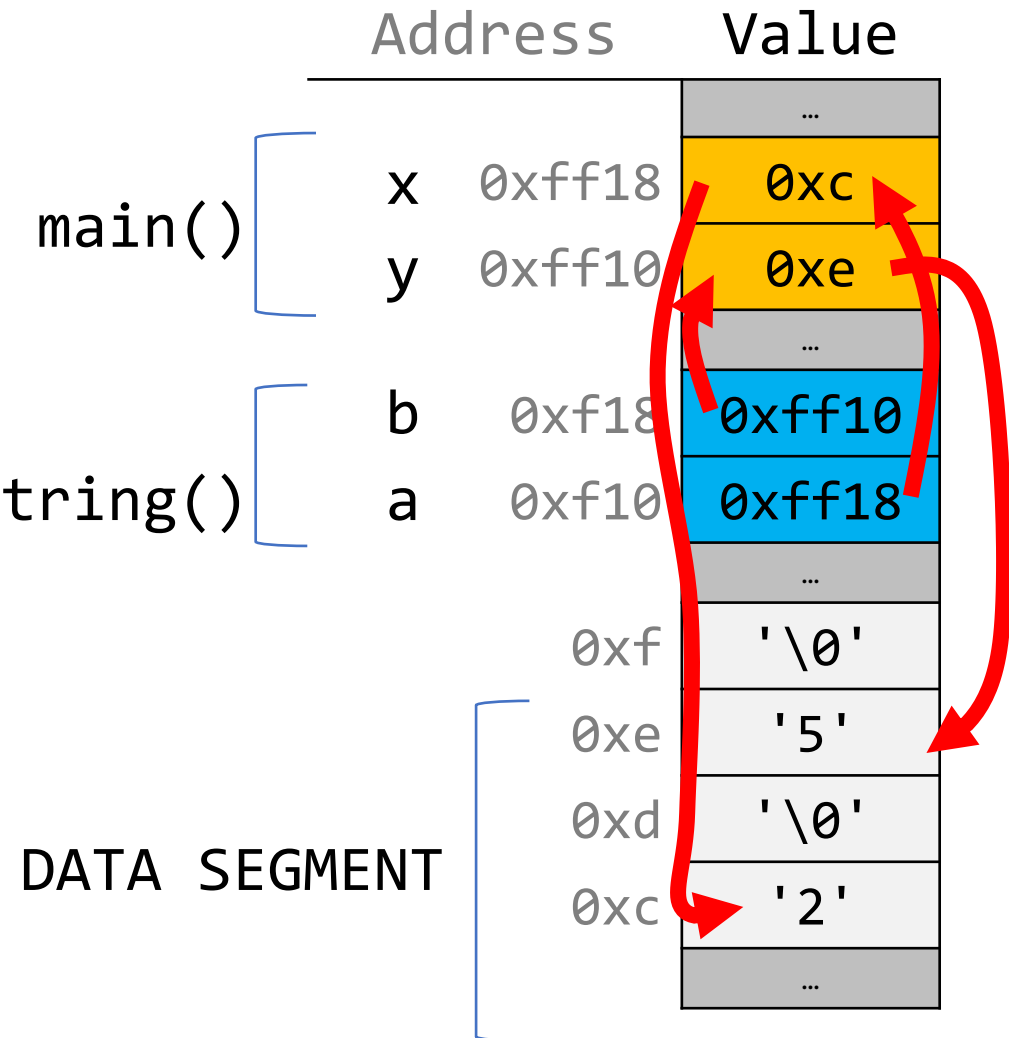 Address Value
…
x 0xff18 0xc
main()
y 0xff10 0xe
…
b 0xf18 0xff10
tring() a 0xf10 0xff18
…
0xf '\0'
0xe '5'
0xd '\0'
DATA SEGMENT
0xc '2'
…